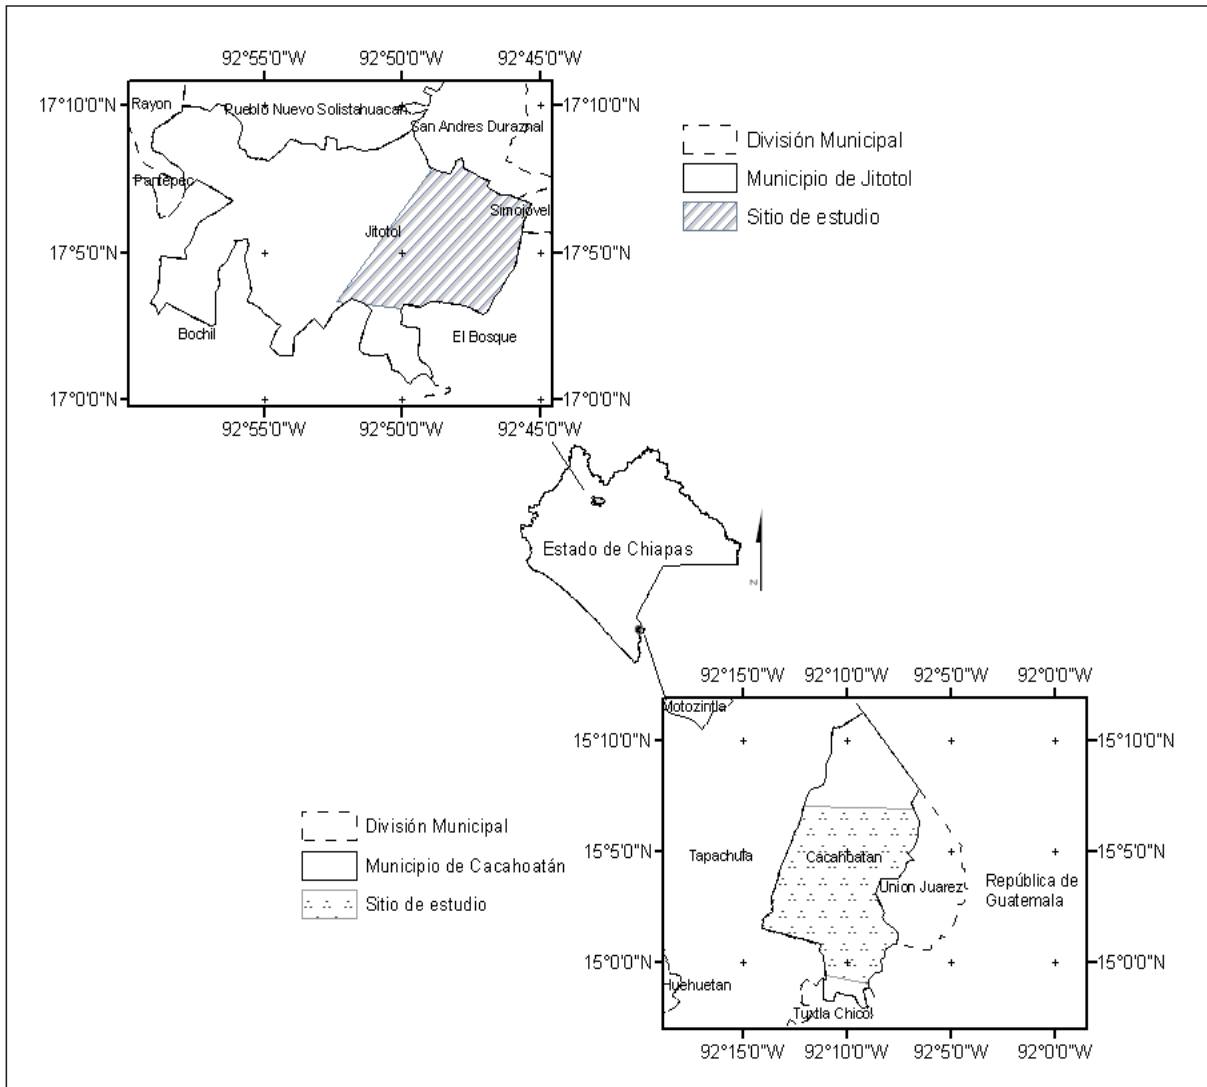 92°55'0"W 92°50'0"W 92°45'0"W
17°10'0"N 17°10'0"N
Rayon
Pueblo Nuevo Solistahuacan
San Andres Duraznal
Pantepec
Simojovel
Jitotol
17°5'0"N 17°5'0"N
Bochil
El Bosque
17°0'0"N 17°0'0"N
92°55'0"W 92°50'0"W 92°45'0"W
División Municipal
Municipio de Jitotol
Sitio de estudio
Estado de Chiapas
N
92°15'0"W 92°10'0"W 92°5'0"W 92°0'0"W
Motozintla
15°10'0"N 15°10'0"N
Tapachula
Cacahoatan
15°5'0"N 15°5'0"N
Union Juarez
República de
Guatemala
15°0'0"N 15°0'0"N
Huehuetan
Tuxtla Chico
92°15'0"W 92°10'0"W 92°5'0"W 92°0'0"W
División Municipal
Municipio de Cacahoatán
Sitio de estudio